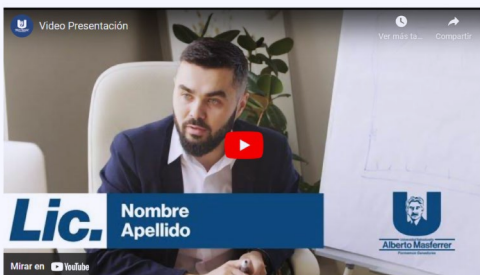 Video Presentación
Ver más ta...
Compartir
Lic.
Nombre
Apellido
Alberto Masferrer
Mirar en YouTube